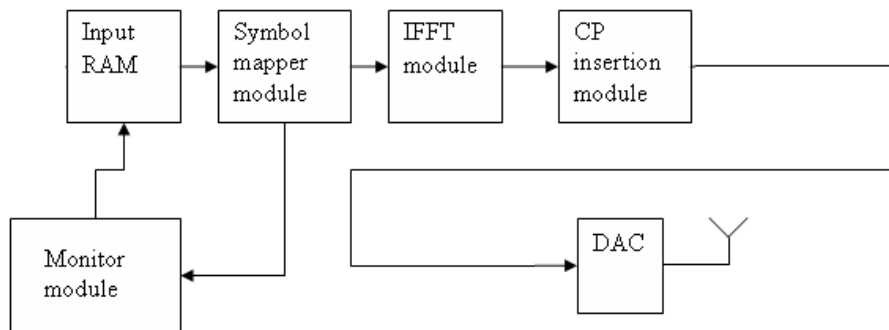 Input
RAM
Symbol
mapper
module
IFFT
module
CP
insertion
module
Monitor
module
DAC